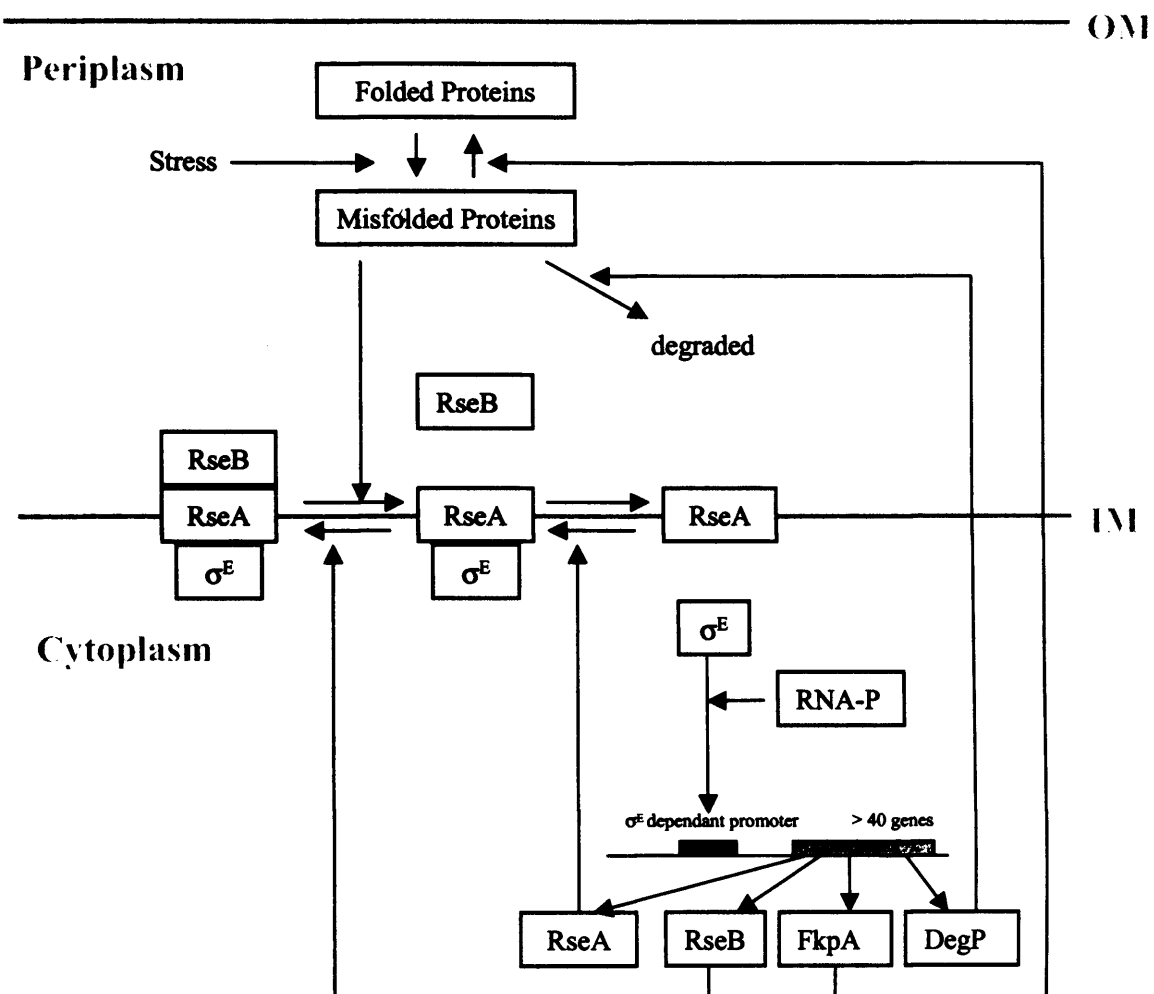 OM
Periplasm
Folded Proteins
Stress
Misfolded Proteins
degraded
RseB
RseB
RseA
RseA
RseA
IM
σE
σE
Cytoplasm
σE
RNA-P
σE dependant promoter
> 40 genes
RseA
RseB
FkpA
DegP